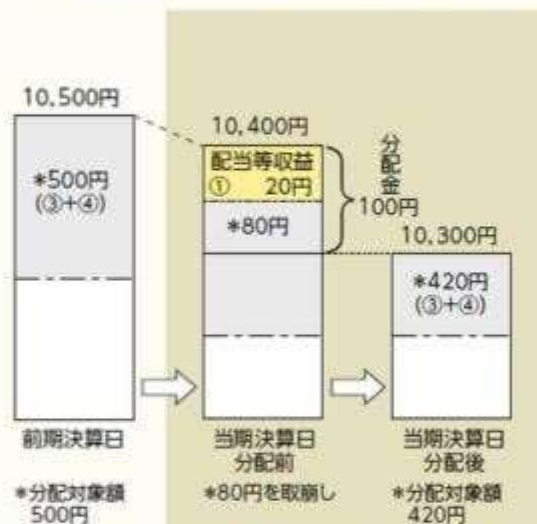 10,500円
*500円
(③+④)
前期決算日
*分配対象額
500円
10,400円
配当等収益
① 20円
*80円
分配金
100円
当期決算日
分配前
*80円を取崩し
10,300円
*420円
(③+④)
当期決算日
分配後
*分配対象額
420円